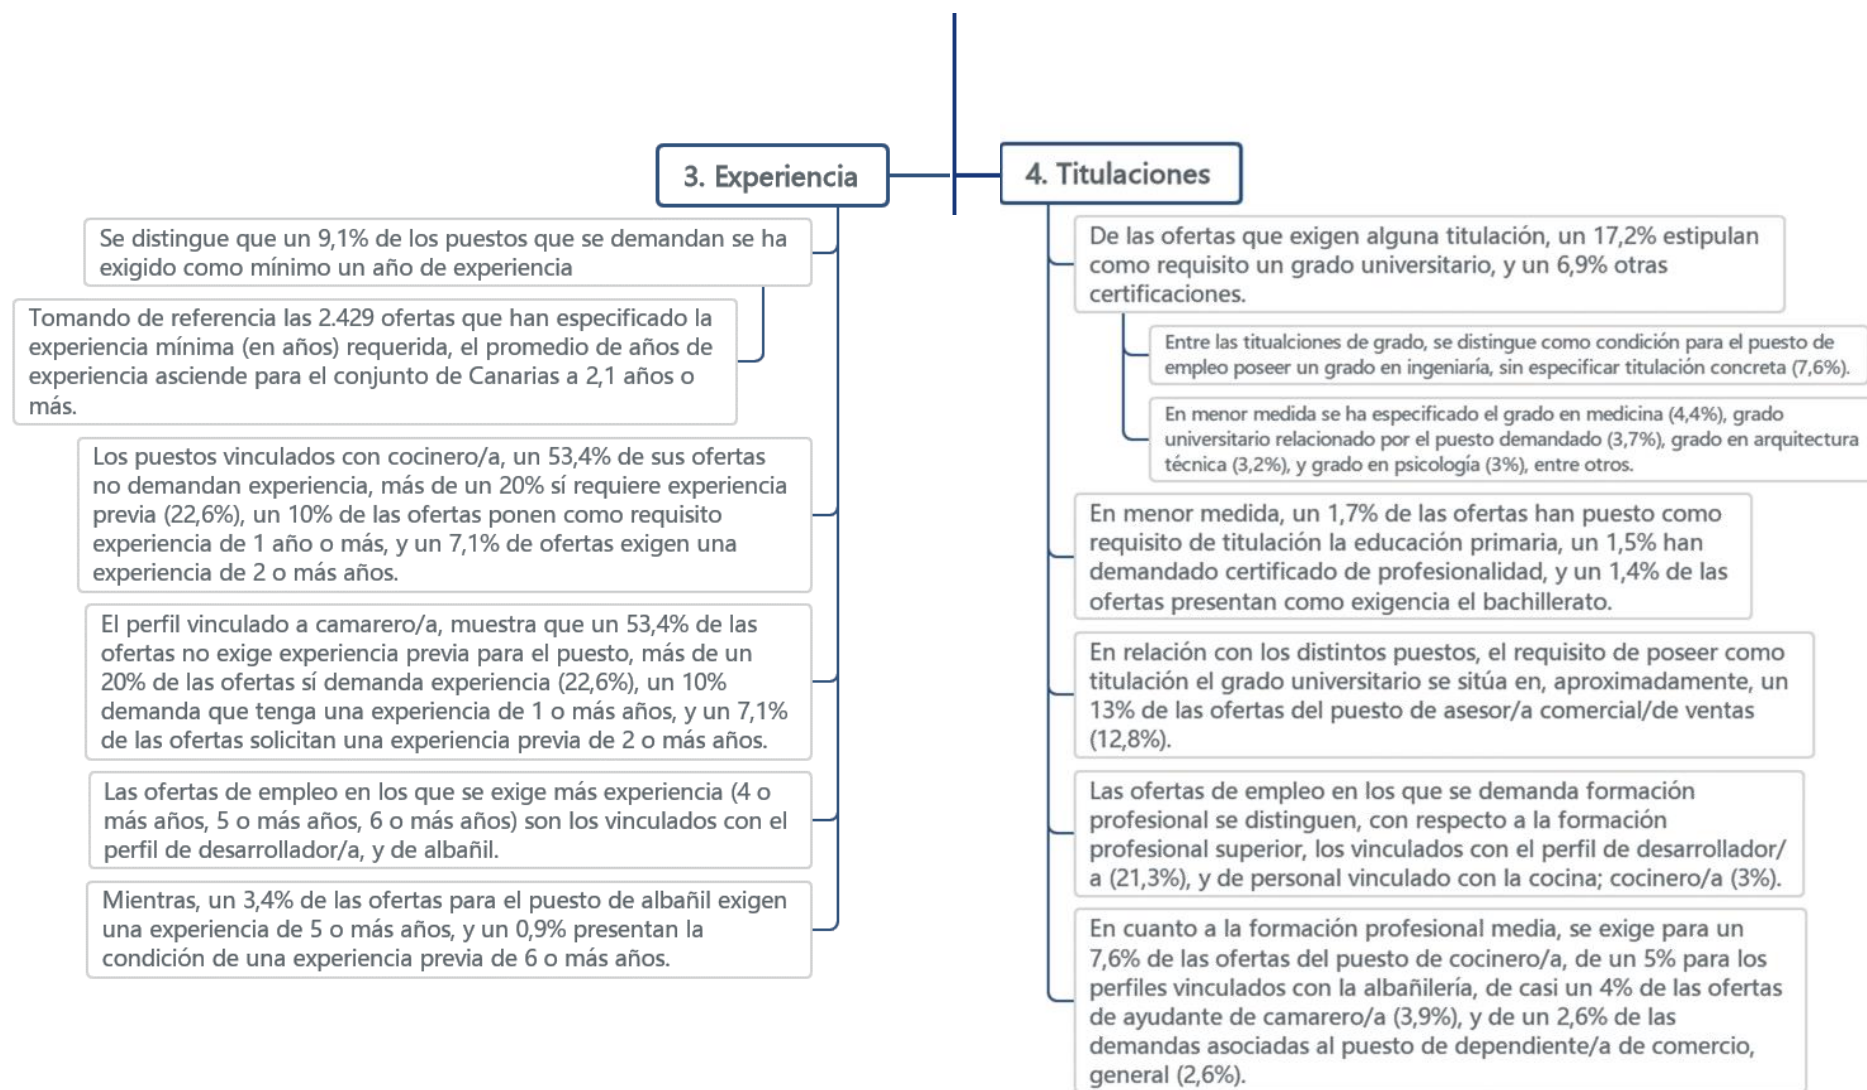 3. Experiencia
Se distingue que un 9,1% de los puestos que se demandan se ha
exigido como mínimo un año de experiencia
Tomando de referencia las 2.429 ofertas que han especificado la
experiencia mínima (en años) requerida, el promedio de años de
experiencia asciende para el conjunto de Canarias a 2,1 años o
más.
Los puestos vinculados con cocinero/a, un 53,4% de sus ofertas
no demandan experiencia, más de un 20% sí requiere experiencia
previa (22,6%), un 10% de las ofertas ponen como requisito
experiencia de 1 año o más, y un 7,1% de ofertas exigen una
experiencia de 2 o más años.
El perfil vinculado a camarero/a, muestra que un 53,4% de las
ofertas no exige experiencia previa para el puesto, más de un
20% de las ofertas sí demanda experiencia (22,6%), un 10%
demanda que tenga una experiencia de 1 o más años, y un 7,1%
de las ofertas solicitan una experiencia previa de 2 o más años.
Las ofertas de empleo en los que se exige más experiencia (4 o
más años, 5 o más años, 6 o más años) son los vinculados con el
perfil de desarrollador/a, y de albañil.
Mientras, un 3,4% de las ofertas para el puesto de albañil exigen
una experiencia de 5 o más años, y un 0,9% presentan la
condición de una experiencia previa de 6 o más años.
4. Titulaciones
De las ofertas que exigen alguna titulación, un 17,2% estipulan
como requisito un grado universitario, y un 6,9% otras
certificaciones.
Entre las titualciones de grado, se distingue como condición para el puesto de
empleo poseer un grado en ingeniaría, sin especificar titulación concreta (7,6%).
En menor medida se ha especificado el grado en medicina (4,4%), grado
universitario relacionado por el puesto demandado (3,7%), grado en arquitectura
técnica (3,2%), y grado en psicología (3%), entre otros.
En menor medida, un 1,7% de las ofertas han puesto como
requisito de titulación la educación primaria, un 1,5% han
demandado certificado de profesionalidad, y un 1,4% de las
ofertas presentan como exigencia el bachillerato.
En relación con los distintos puestos, el requisito de poseer como
titulación el grado universitario se sitúa en, aproximadamente, un
13% de las ofertas del puesto de asesor/a comercial/de ventas
(12,8%).
Las ofertas de empleo en los que se demanda formación
profesional se distinguen, con respecto a la formación
profesional superior, los vinculados con el perfil de desarrollador/
a (21,3%), y de personal vinculado con la cocina; cocinero/a (3%).
En cuanto a la formación profesional media, se exige para un
7,6% de las ofertas del puesto de cocinero/a, de un 5% para los
perfiles vinculados con la albañilería, de casi un 4% de las ofertas
de ayudante de camarero/a (3,9%), y de un 2,6% de las
demandas asociadas al puesto de dependiente/a de comercio,
general (2,6%).